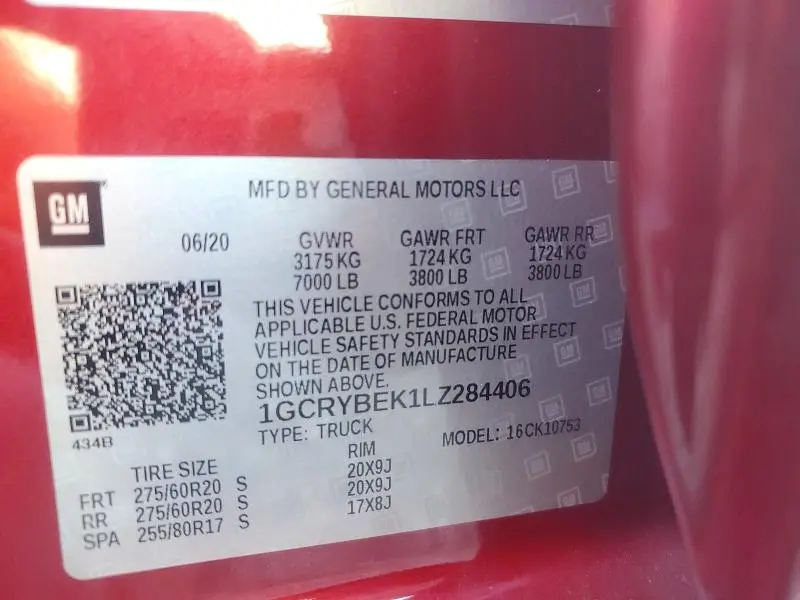 GM
MFD BY GENERAL MOTORS LLC
06/20 GVWR GAWR FRT GAWR RR
3175 KG 1724 KG 1724 KG
7000 LB 3800 LB 3800 LB
THIS VEHICLE CONFORMS TO ALL
APPLICABLE U.S. FEDERAL MOTOR
VEHICLE SAFETY STANDARDS IN EFFECT
ON THE DATE OF MANUFACTURE
SHOWN ABOVE.
1GCRYBEK1LZ284406
434B
TYPE: TRUCK MODEL: 16CK10753
TIRE SIZE RIM
FRT 275/60R20 S 20X9J
RR 275/60R20 S 20X9J
SPA 255/80R17 S 17X8J